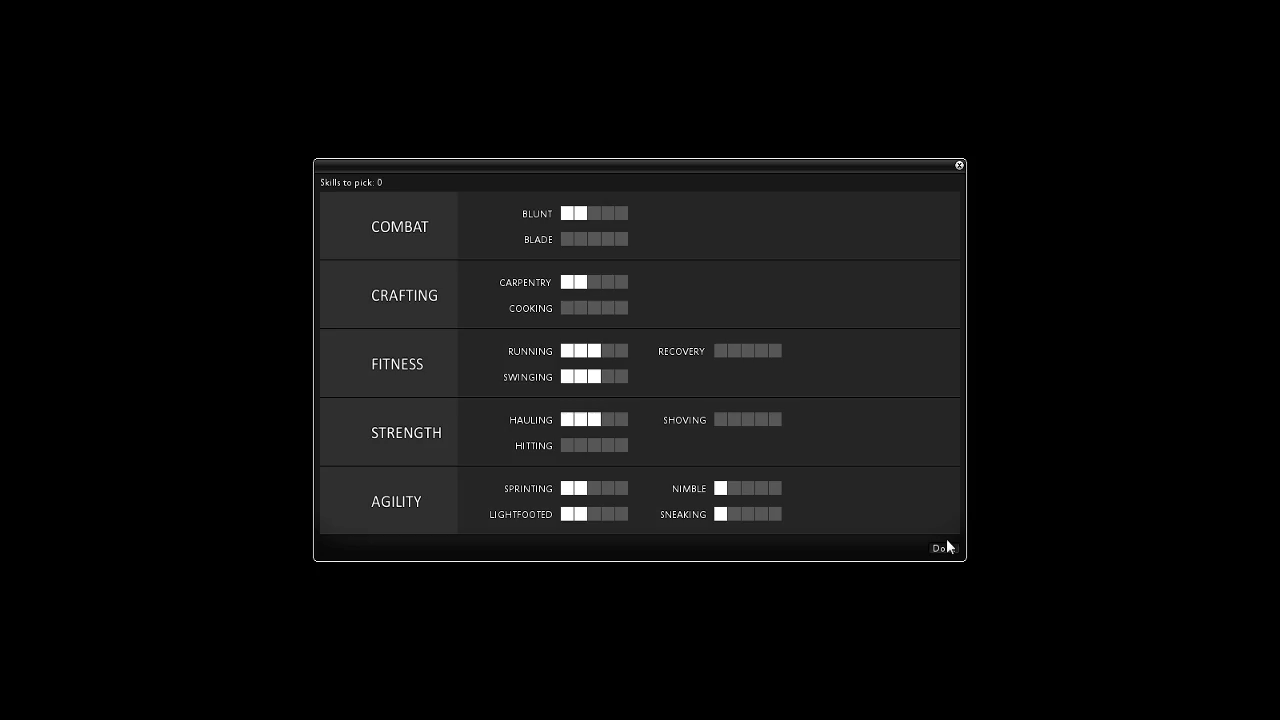 Skills to pick: 0
COMBAT
BLUNT
BLADE
CRAFTING
CARPENTRY
COOKING
FITNESS
RUNNING RECOVERY
SWINGING
STRENGTH
HAULING SHOVING
HITTING
AGILITY
SPRINTING NIMBLE
LIGHTFOOTED SNEAKING